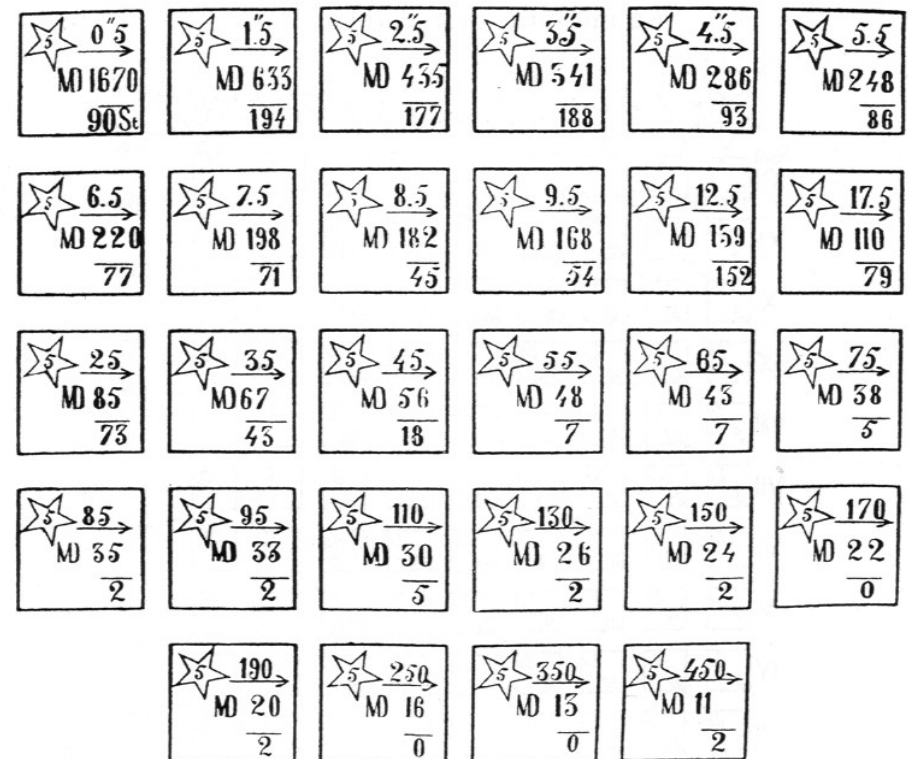 5 0"5
MD 1670
90St
5 1"5
MD 633
194
5 2"5
MD 435
177
5 3"5
MD 341
188
5 4"5
MD 286
93
5 5.5
MD 248
86
5 6.5
MD 220
77
5 7.5
MD 198
71
5 8.5
MD 182
45
5 9.5
MD 168
54
5 12.5
MD 139
152
5 17.5
MD 110
79
5 25
MD 85
73
5 35
MD 67
43
5 45
MD 56
18
5 55
MD 48
7
5 65
MD 43
7
5 75
MD 38
5
5 85
MD 35
2
5 95
MD 33
2
5 110
MD 30
5
5 130
MD 26
2
5 150
MD 24
2
5 170
MD 22
0
5 190
MD 20
2
5 250
MD 16
0
5 350
MD 13
0
5 450
MD 11
2